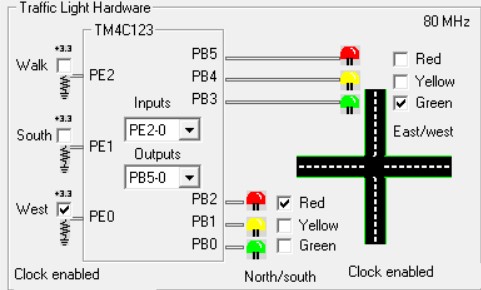 Traffic Light Hardware
80 MHz
TM4C123
+3.3
Walk
PE2
PB5
Red
PB4
Yellow
PB3
Green
Inputs
East/west
PE2-0
+3.3
South
PE1
Outputs
PB5-0
+3.3
West
PE0
PB2
Red
PB1
Yellow
PB0
Green
Clock enabled
North/south
Clock enabled